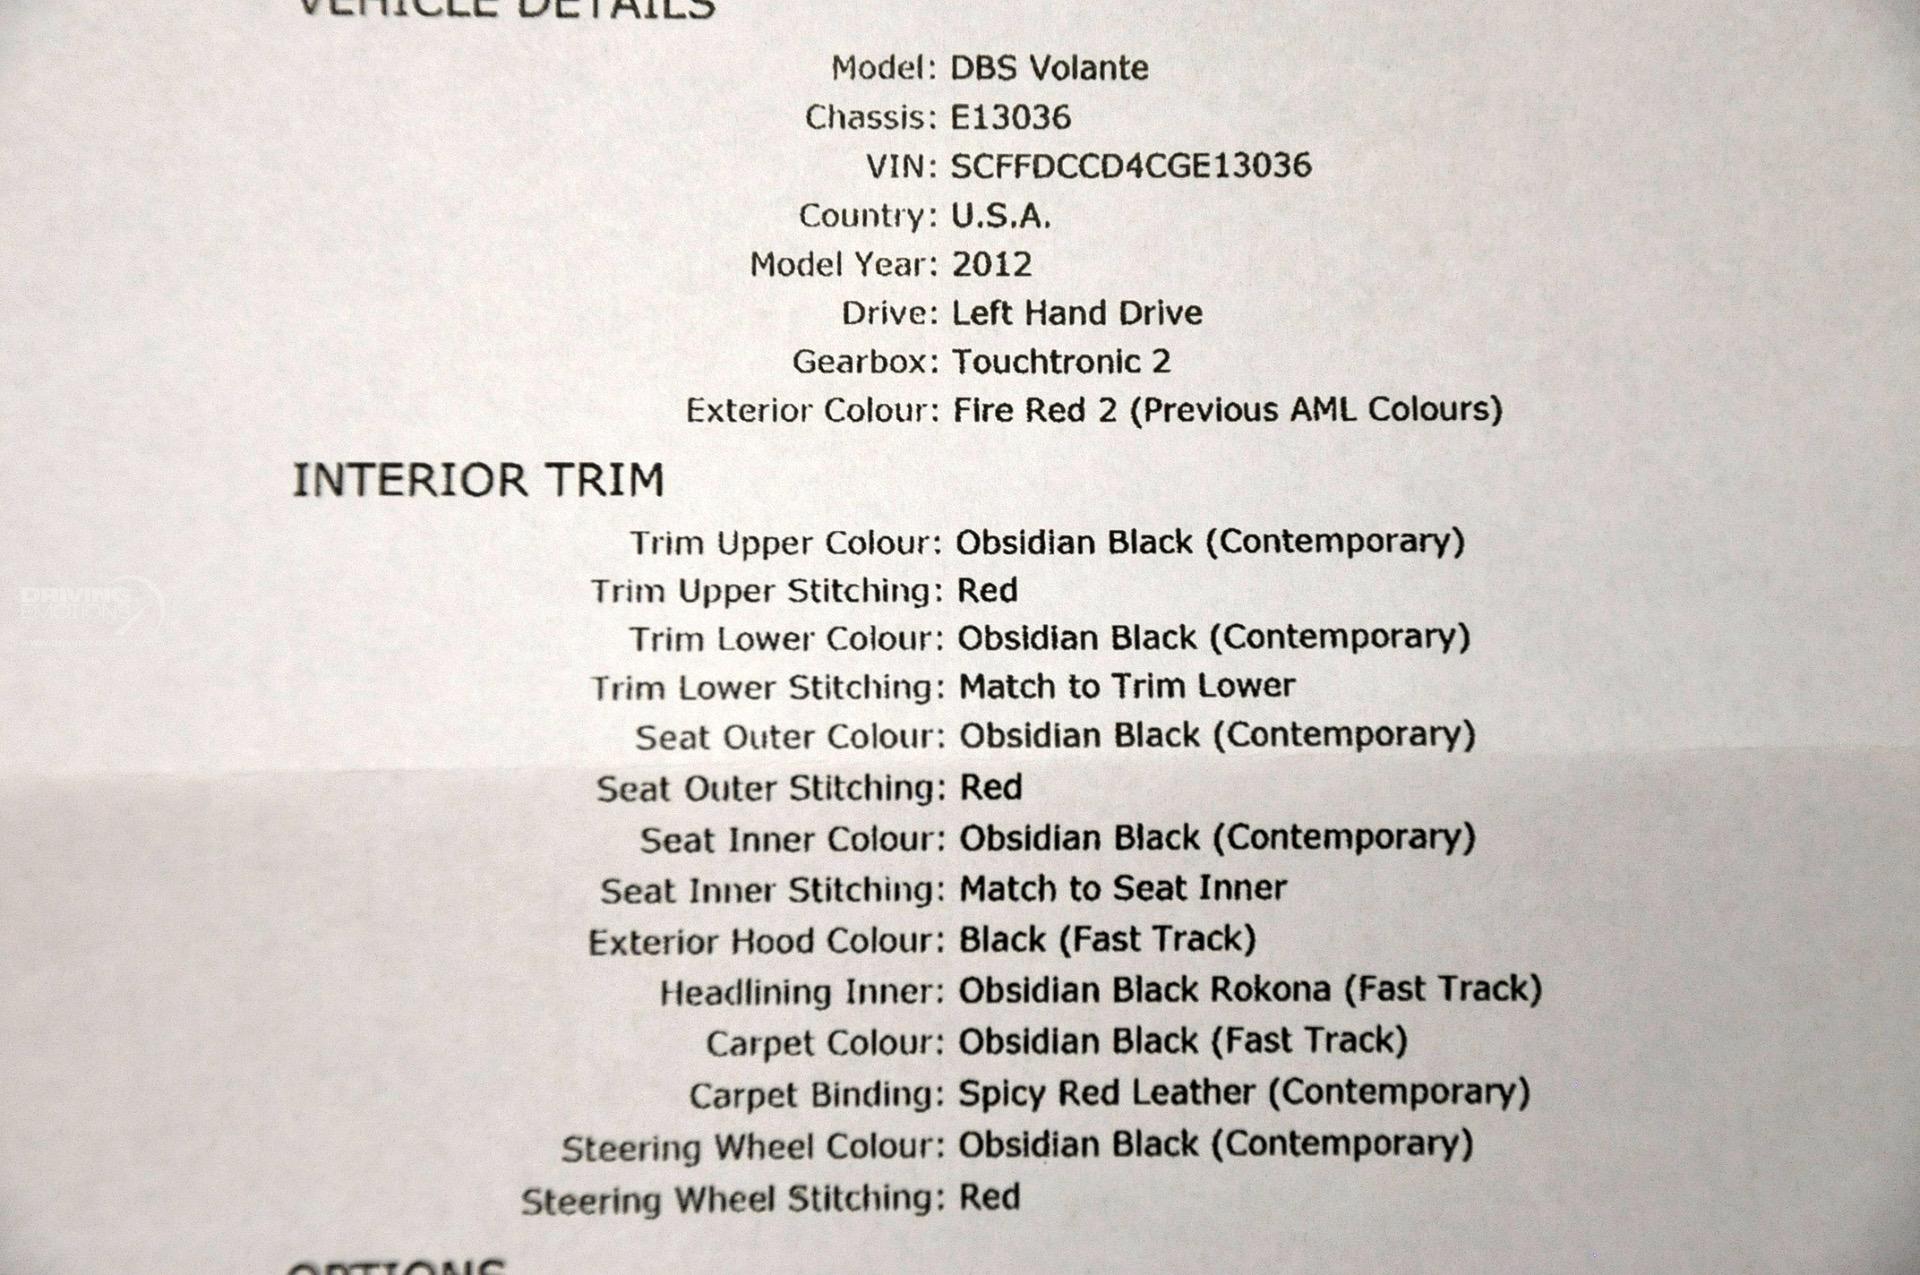 VEHICLE DETAILS
Model: DBS Volante
Chassis: E13036
VIN: SCFFDCCD4CGE13036
Country: U.S.A.
Model Year: 2012
Drive: Left Hand Drive
Gearbox: Touchtronic 2
Exterior Colour: Fire Red 2 (Previous AML Colours)
INTERIOR TRIM
Trim Upper Colour: Obsidian Black (Contemporary)
Trim Upper Stitching: Red
Trim Lower Colour: Obsidian Black (Contemporary)
Trim Lower Stitching: Match to Trim Lower
Seat Outer Colour: Obsidian Black (Contemporary)
Seat Outer Stitching: Red
Seat Inner Colour: Obsidian Black (Contemporary)
Seat Inner Stitching: Match to Seat Inner
Exterior Hood Colour: Black (Fast Track)
Headlining Inner: Obsidian Black Rokona (Fast Track)
Carpet Colour: Obsidian Black (Fast Track)
Carpet Binding: Spicy Red Leather (Contemporary)
Steering Wheel Colour: Obsidian Black (Contemporary)
Steering Wheel Stitching: Red
OPTIONS
DRIVING